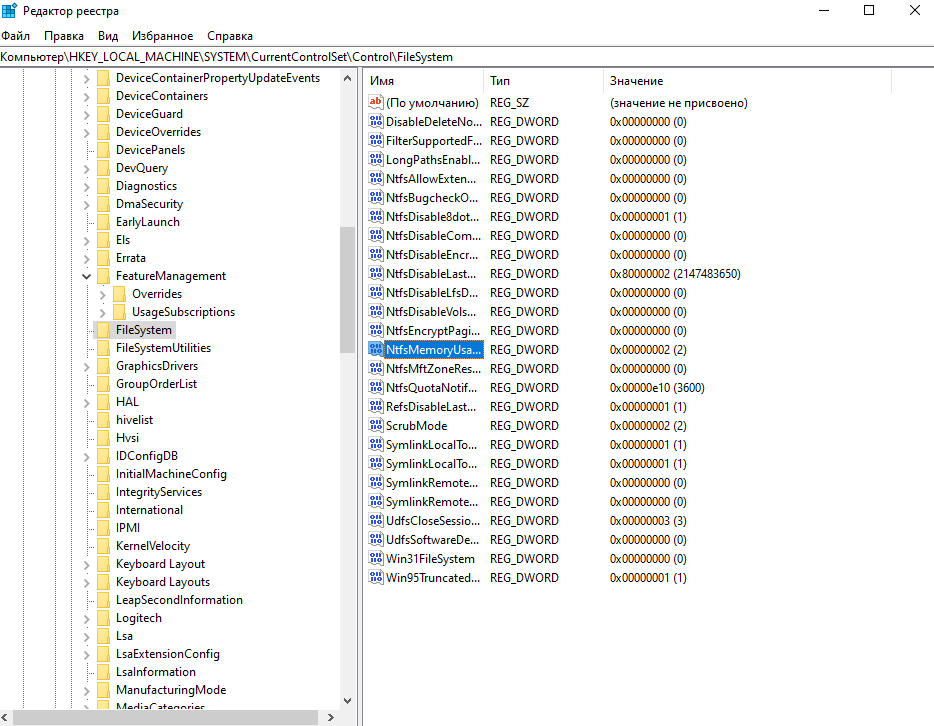 Редактор реестра
Файл Правка Вид Избранное Справка
Компьютер\HKEY_LOCAL_MACHINE\SYSTEM\CurrentControlSet\Control\FileSystem
DeviceContainerPropertyUpdateEvents
DeviceContainers
DeviceGuard
DeviceOverrides
DevicePanels
DevQuery
Diagnostics
DmaSecurity
EarlyLaunch
Els
Errata
FeatureManagement
Overrides
UsageSubscriptions
FileSystem
FileSystemUtilities
GraphicsDrivers
GroupOrderList
HAL
hivelist
Hvsi
IDConfigDB
InitialMachineConfig
IntegrityServices
International
IPMI
KernelVelocity
Keyboard Layout
Keyboard Layouts
LeapSecondInformation
Logitech
Lsa
LsaExtensionConfig
LsaInformation
ManufacturingMode
MediaCategories
Имя Тип Значение
(По умолчанию) REG_SZ (значение не присвоено)
DisableDeleteNo... REG_DWORD 0x00000000 (0)
FilterSupportedF... REG_DWORD 0x00000000 (0)
LongPathsEnabl... REG_DWORD 0x00000000 (0)
NtfsAllowExten... REG_DWORD 0x00000000 (0)
NtfsBugcheckO... REG_DWORD 0x00000000 (0)
NtfsDisable8dot... REG_DWORD 0x00000001 (1)
NtfsDisableCom... REG_DWORD 0x00000000 (0)
NtfsDisableEncr... REG_DWORD 0x00000000 (0)
NtfsDisableLast... REG_DWORD 0x80000002 (2147483650)
NtfsDisableLfsD... REG_DWORD 0x00000000 (0)
NtfsDisableVols... REG_DWORD 0x00000000 (0)
NtfsEncryptPagi... REG_DWORD 0x00000000 (0)
NtfsMemoryUsa... REG_DWORD 0x00000002 (2)
NtfsMftZoneRes... REG_DWORD 0x00000000 (0)
NtfsQuotaNotif... REG_DWORD 0x00000e10 (3600)
RefsDisableLast... REG_DWORD 0x00000001 (1)
ScrubMode REG_DWORD 0x00000002 (2)
SymlinkLocalTo... REG_DWORD 0x00000001 (1)
SymlinkLocalTo... REG_DWORD 0x00000001 (1)
SymlinkRemote... REG_DWORD 0x00000000 (0)
SymlinkRemote... REG_DWORD 0x00000000 (0)
UdfsCloseSessio... REG_DWORD 0x00000003 (3)
UdfsSoftwareDe... REG_DWORD 0x00000000 (0)
Win31FileSystem REG_DWORD 0x00000000 (0)
Win95Truncated... REG_DWORD 0x00000001 (1)